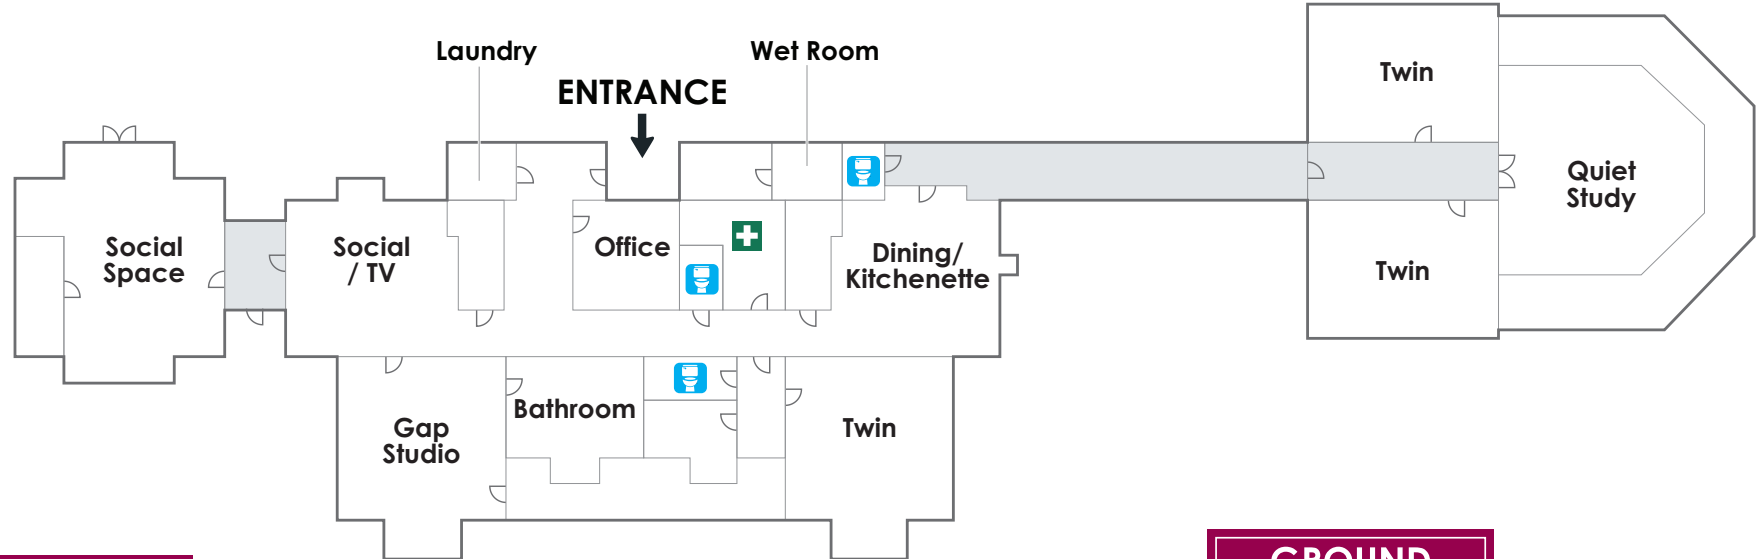 Laundry
Wet Room
ENTRANCE
Twin
Quiet
Study
Social
Space
Social
/ TV
Office
Dining/
Kitchenette
Twin
Gap
Studio
Bathroom
Twin
GROUND